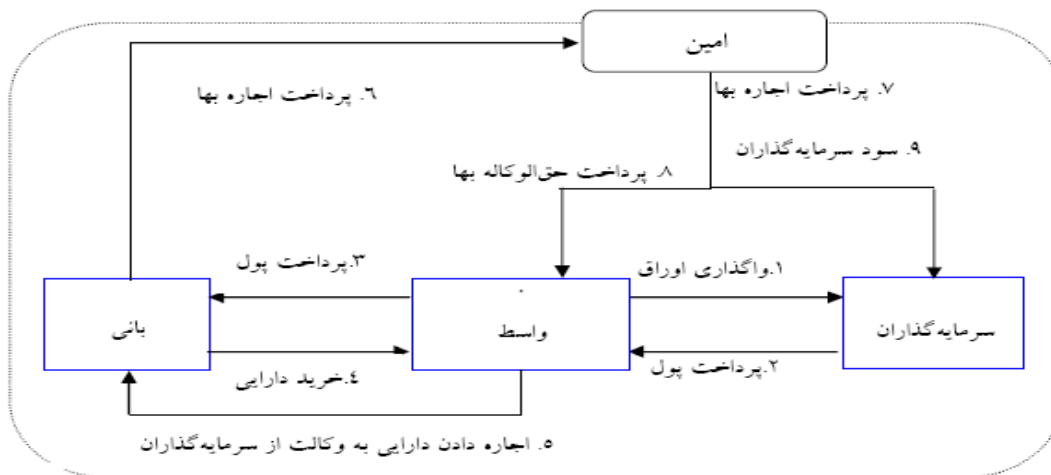 امین
۷. پرداخت اجاره بها
۶. پرداخت اجاره بها
۹. سود سرمایه‌گذاران
۸. پرداخت حق‌الوکاله بها
۳.پرداخت پول
۱.واگذاری اوراق
بانی
واسط
سرمایه‌گذاران
۴.خرید دارایی
۲.پرداخت پول
۵. اجاره دادن دارایی به وکالت از سرمایه‌گذاران